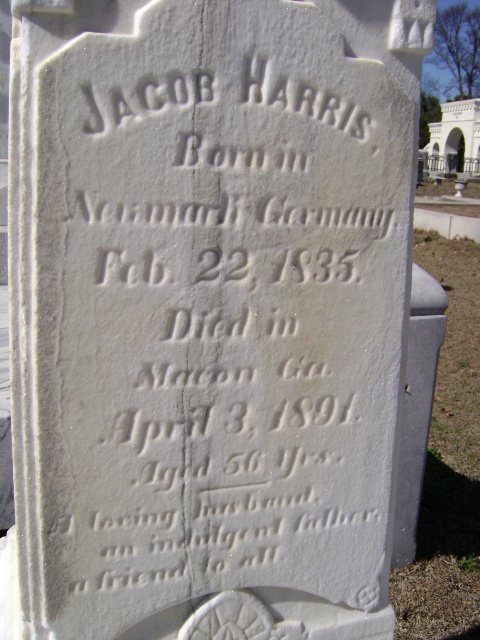 JACOB HARRIS,
Born in
Newmark Germany,
Feb. 22, 1835.
Died in
Macon Ga.
April 3, 1891.
Aged 56 Yrs.
A loving husband,
an indulgent father,
a friend to all.